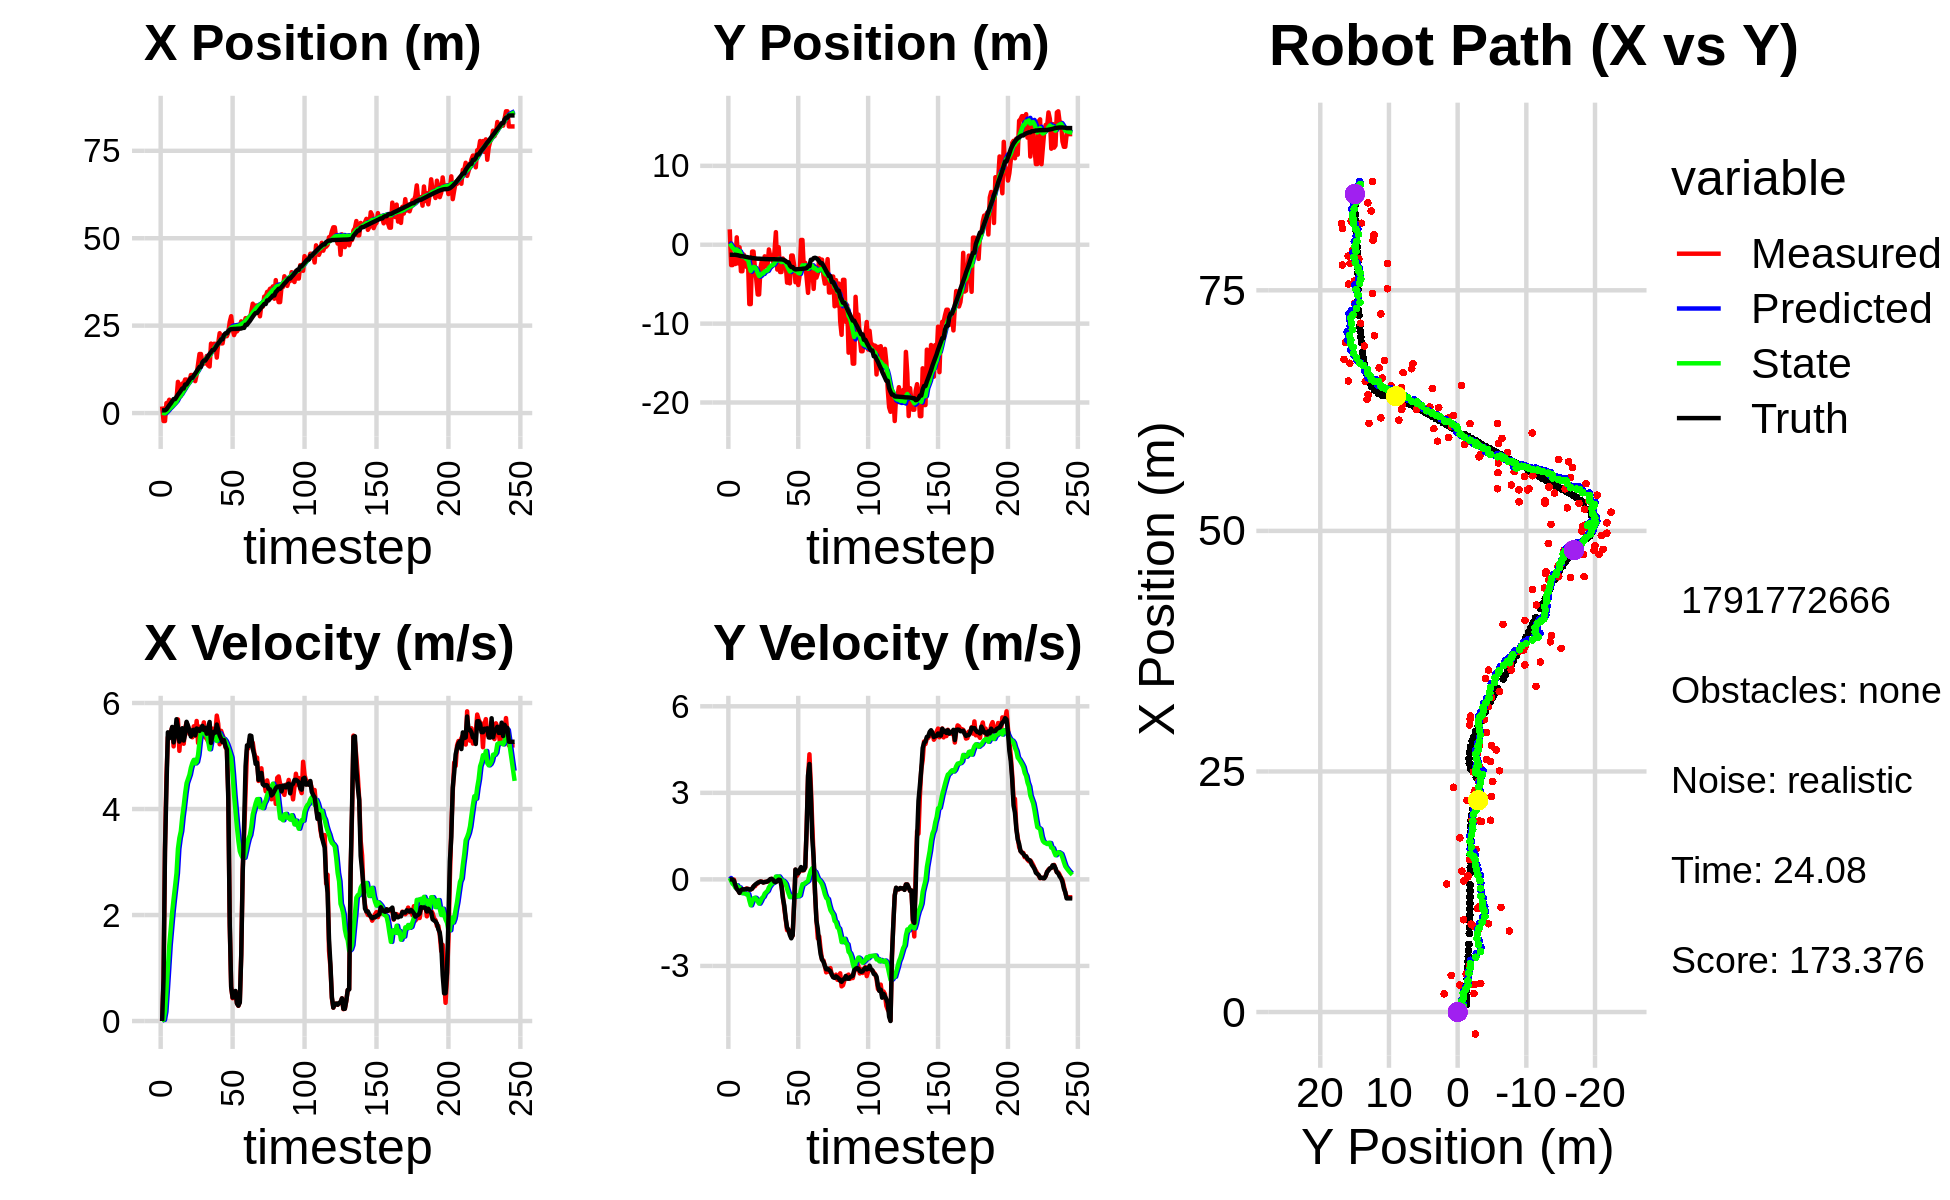 X Position (m)
75
50
25
0
0
50
100
150
200
250
timestep
Y Position (m)
10
0
-10
-20
0
50
100
150
200
250
timestep
X Velocity (m/s)
6
4
2
0
0
50
100
150
200
250
timestep
Y Velocity (m/s)
6
3
0
-3
0
50
100
150
200
250
timestep
Robot Path (X vs Y)
X Position (m)
75
50
25
0
20
10
0
-10
-20
Y Position (m)
variable
Measured
Predicted
State
Truth
1791772666
Obstacles: none
Noise: realistic
Time: 24.08
Score: 173.376